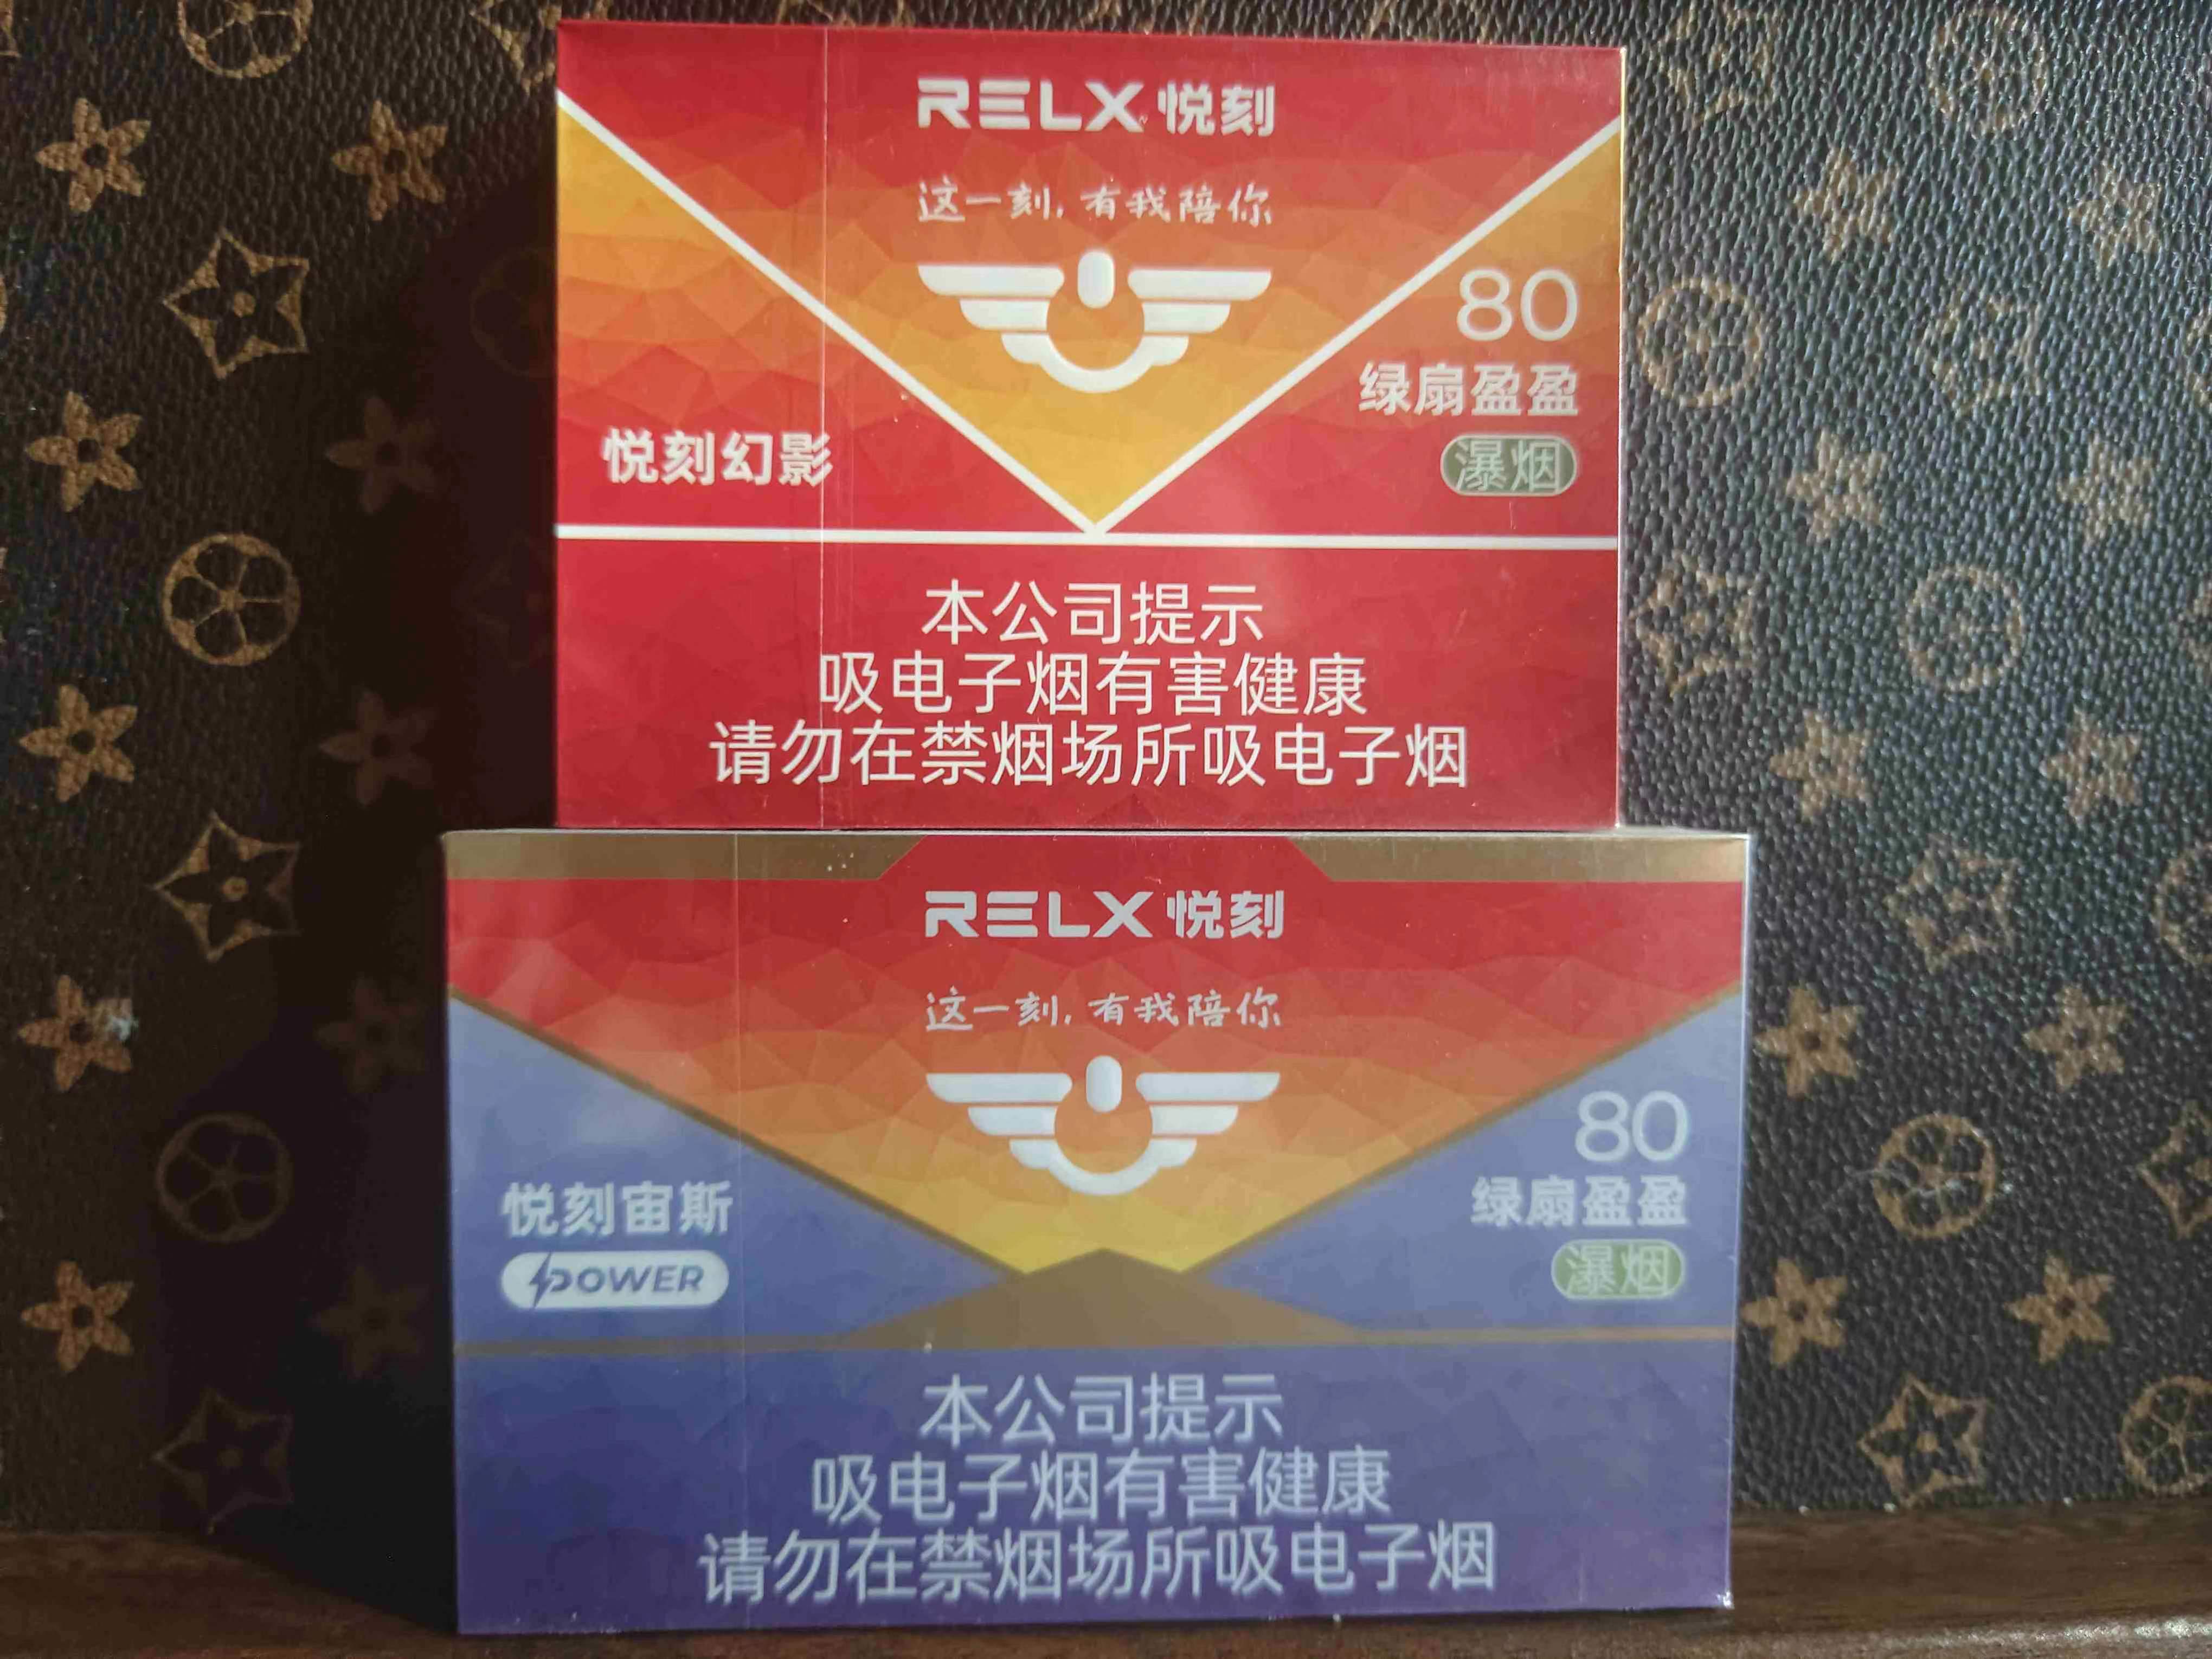 RELX 悦刻
这一刻，有我陪你
80
绿扇盈盈
瀑烟
悦刻幻影
本公司提示
吸电子烟有害健康
请勿在禁烟场所吸电子烟
RELX 悦刻
这一刻，有我陪你
80
绿扇盈盈
瀑烟
悦刻宙斯
POWER
本公司提示
吸电子烟有害健康
请勿在禁烟场所吸电子烟